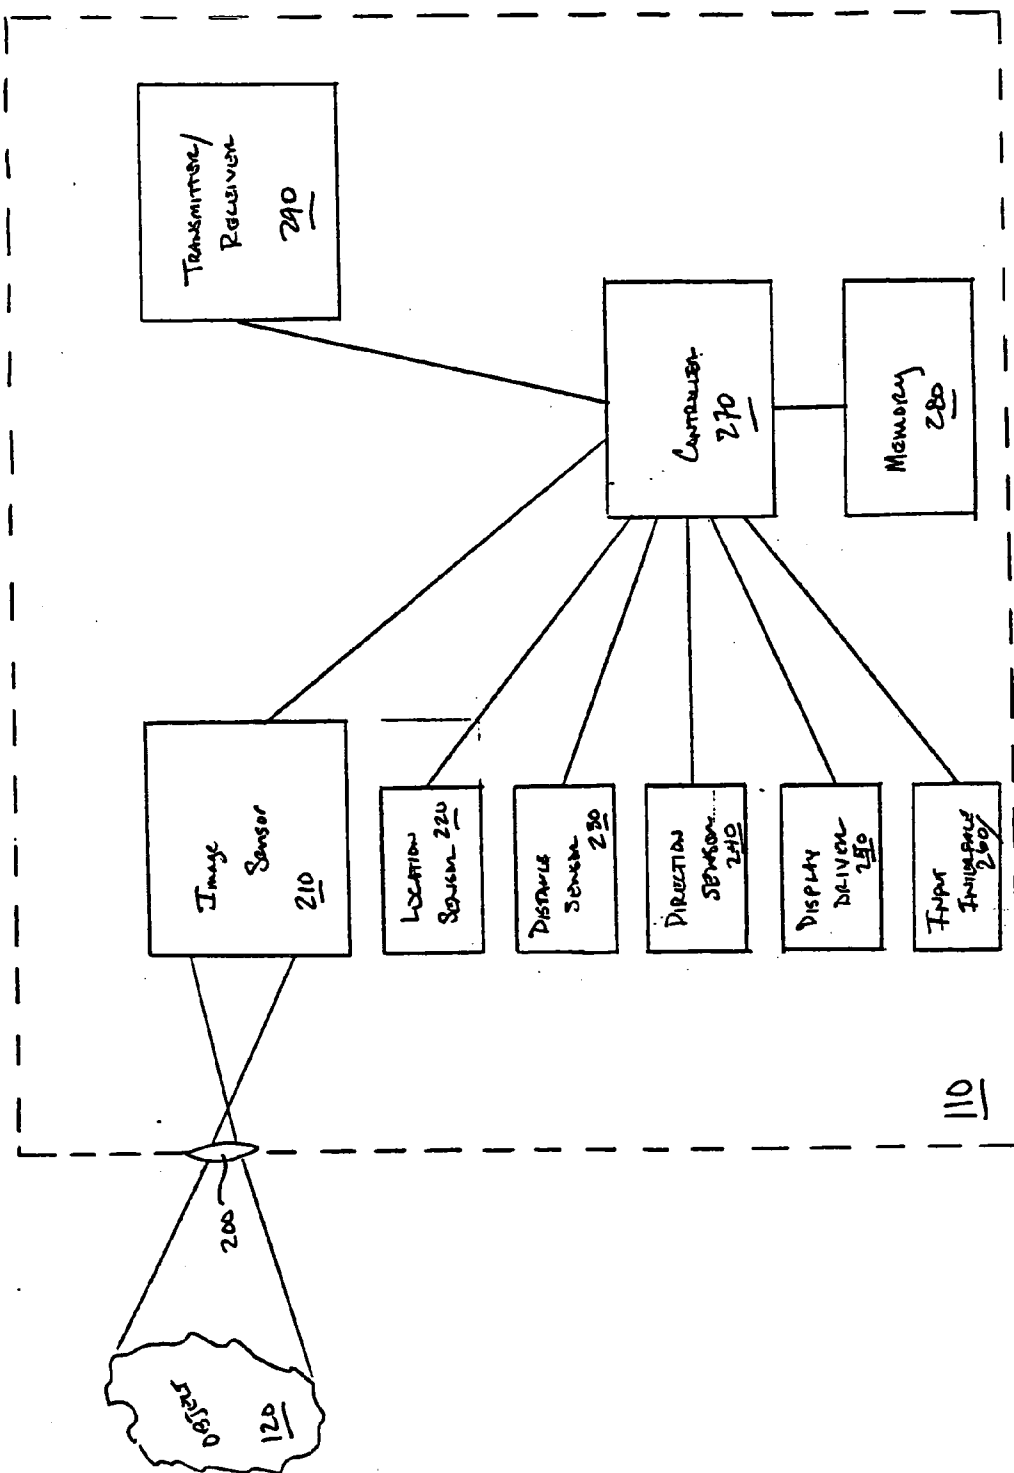 OBJECT
120
200
Image
Sensor
210
LOCATION
SENSOR 220
DISTANCE
SENSOR
230
DIRECTION
SENSOR
240
DISPLAY
DRIVER
250
INPUT
INTERFACE
260
CONTROLLER
270
MEMORY
280
TRANSMITTER/
RECEIVER
290
110